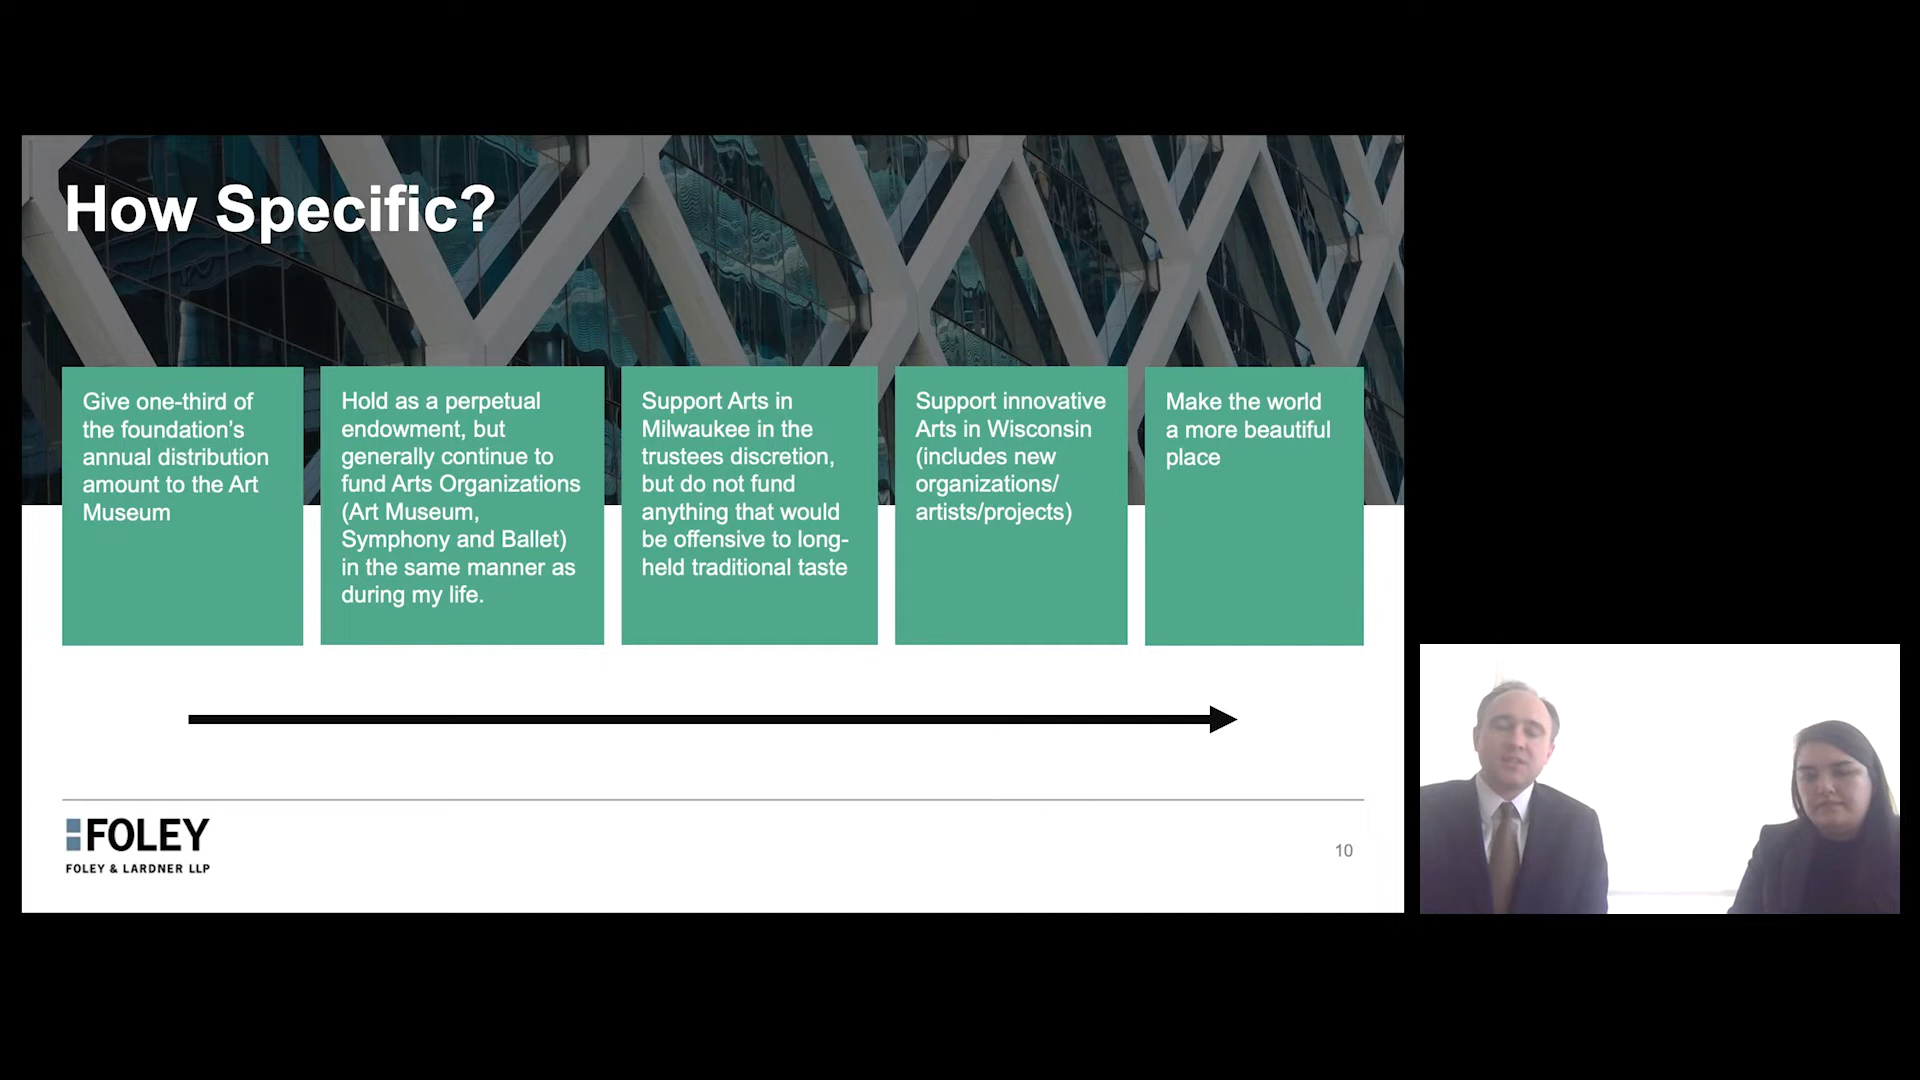 How Specific?
Give one-third of
the foundation’s
annual distribution
amount to the Art
Museum
Hold as a perpetual
endowment, but
generally continue to
fund Arts Organizations
(Art Museum,
Symphony and Ballet)
in the same manner as
during my life.
Support Arts in
Milwaukee in the
trustees discretion,
but do not fund
anything that would
be offensive to long-
held traditional taste
Support innovative
Arts in Wisconsin
(includes new
organizations/
artists/projects)
Make the world
a more beautiful
place
FOLEY
FOLEY & LARDNER LLP
10